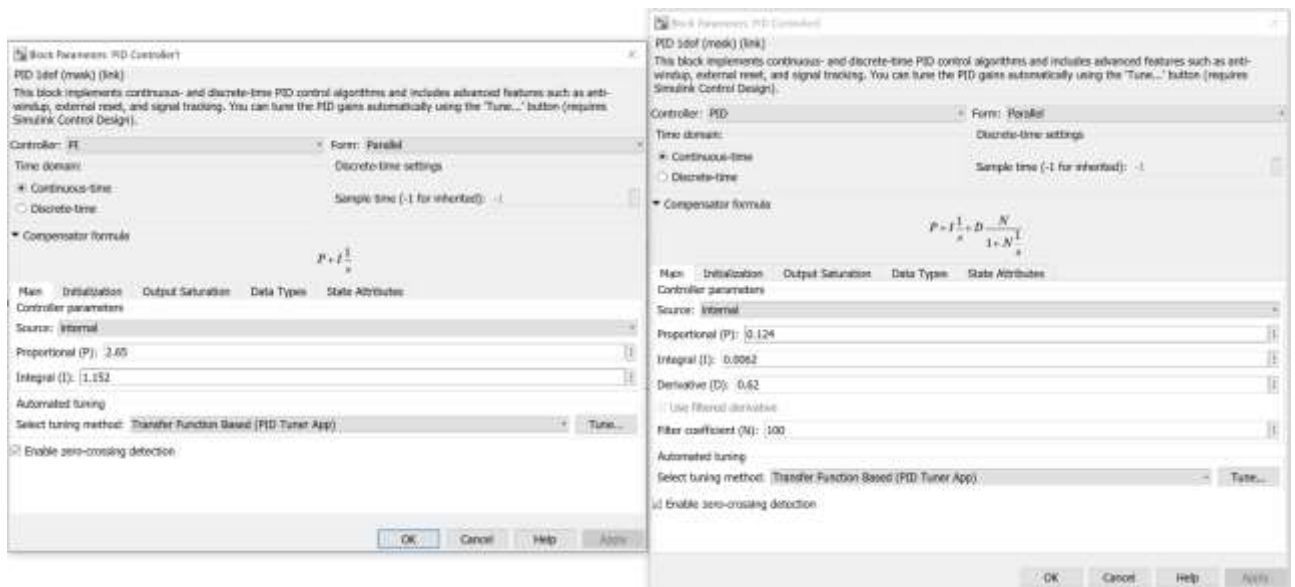 Block Parameters: PID Controller1
PID 1dof (mask) (link)
This block implements continuous- and discrete-time PID control algorithms and includes advanced features such as anti-
windup, external reset, and signal tracking. You can tune the PID gains automatically using the 'Tune...' button (requires
Simulink Control Design).
Controller: PI Form: Parallel
Time domain: Discrete-time settings
Continuous-time
Discrete-time
Sample time (-1 for inherited): -1
Compensator formula
P+I 1/s
Main Initialization Output Saturation Data Types State Attributes
Controller parameters
Source: internal
Proportional (P): 2.65
Integral (I): 1.152
Automated tuning
Select tuning method: Transfer Function Based (PID Tuner App) Tune...
Enable zero-crossing detection
OK Cancel Help Apply
Block Parameters: PID
PID 1dof (mask) (link)
This block implements continuous- and discrete-time PID control algorithms and includes advanced features such as anti-
windup, external reset, and signal tracking. You can tune the PID gains automatically using the 'Tune...' button (requires
Simulink Control Design).
Controller: PID Form: Parallel
Time domain: Discrete-time settings
Continuous-time
Discrete-time
Sample time (-1 for inherited): -1
Compensator formula
P+I 1/s +D N/(1+N 1/s)
Main Initialization Output Saturation Data Types State Attributes
Controller parameters
Source: internal
Proportional (P): 0.124
Integral (I): 0.0062
Derivative (D): 0.62
Use filtered derivative
Filter coefficient (N): 100
Automated tuning
Select tuning method: Transfer Function Based (PID Tuner App) Tune...
Enable zero-crossing detection
OK Cancel Help Apply